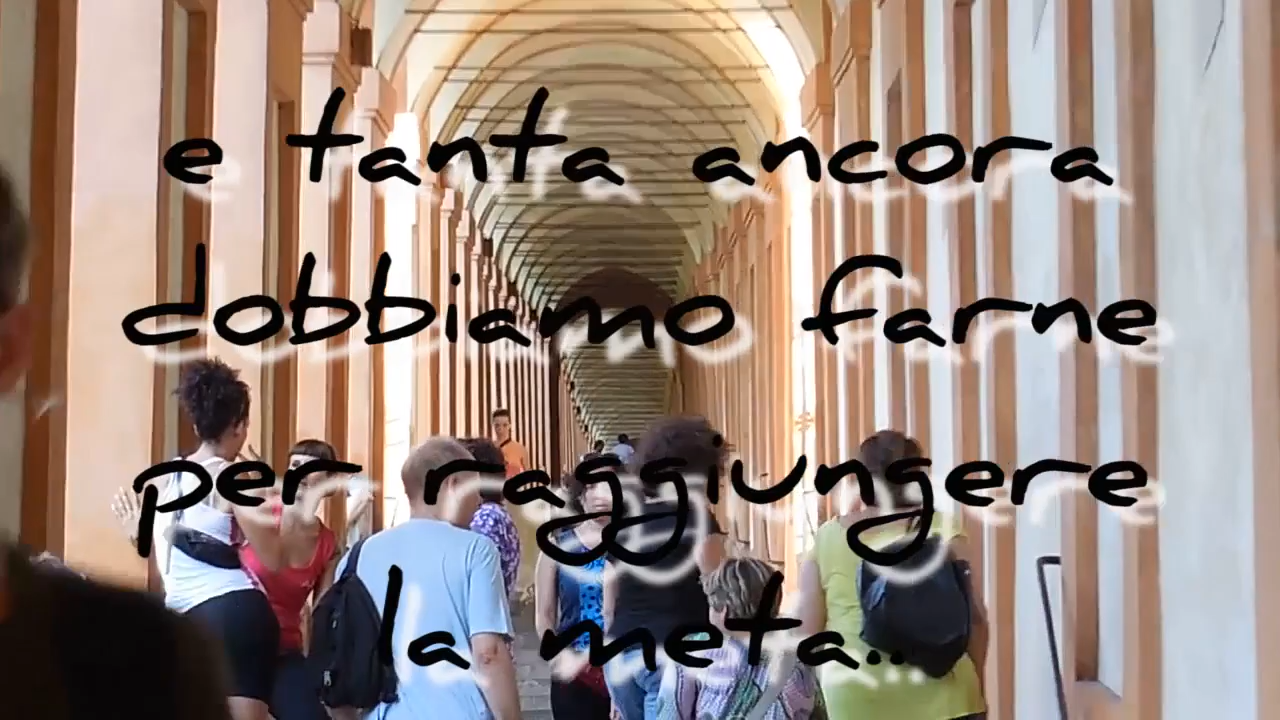 e tanta ancora
dobbiamo farne
per raggiungere
la meta..